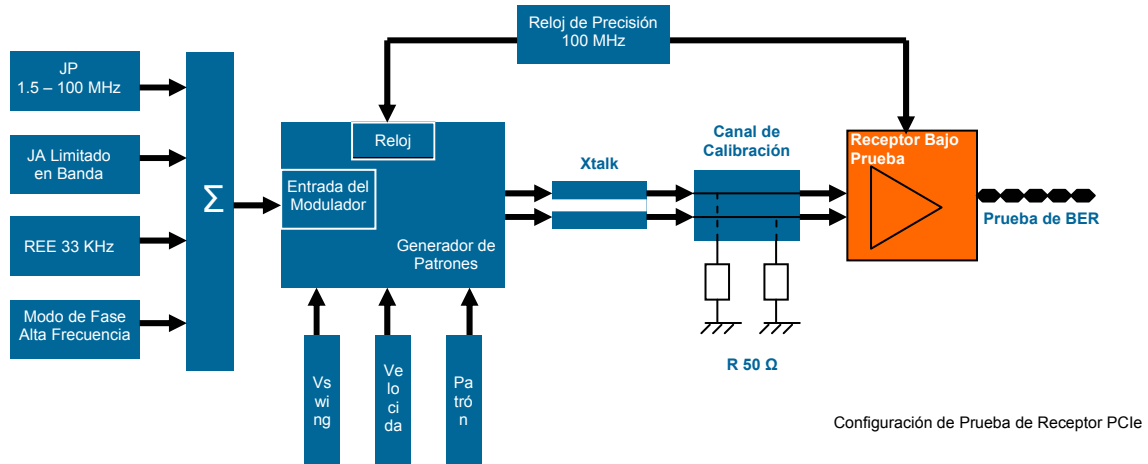 Reloj de Precisión
100 MHz
JP
1.5 – 100 MHz
JA Limitado
en Banda
REE 33 KHz
Modo de Fase
Alta Frecuencia
Σ
Reloj
Entrada del
Modulador
Generador de
Patrones
Xtalk
Canal de
Calibración
Receptor Bajo
Prueba
Prueba de BER
R 50 Ω
Vs
wing
Ve
lo
ci
da
Pa
tró
n
Configuración de Prueba de Receptor PCIe